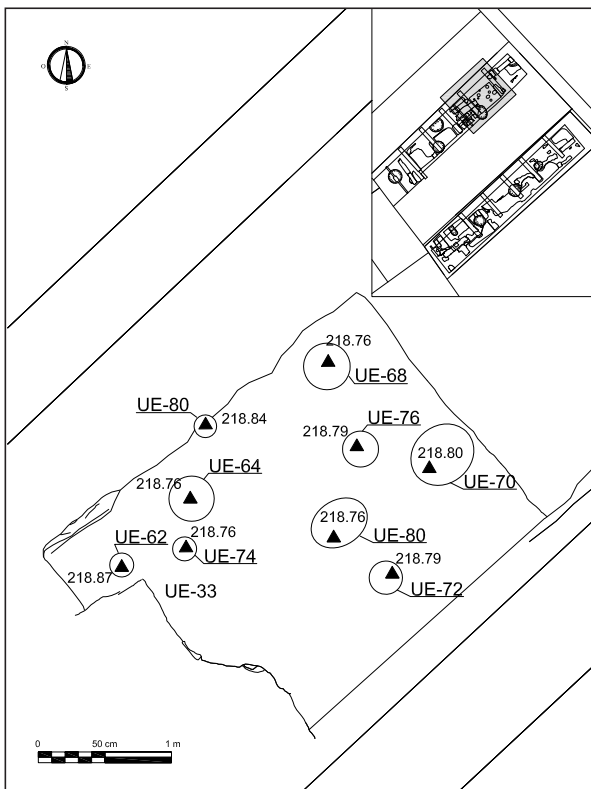 N
O E
S
218.76
UE-68
UE-80
218.84
UE-76
218.79
218.80
UE-70
UE-64
218.76
218.76
UE-80
218.76
UE-74
UE-62
218.87
UE-33
218.79
UE-72
0 50 cm 1 m